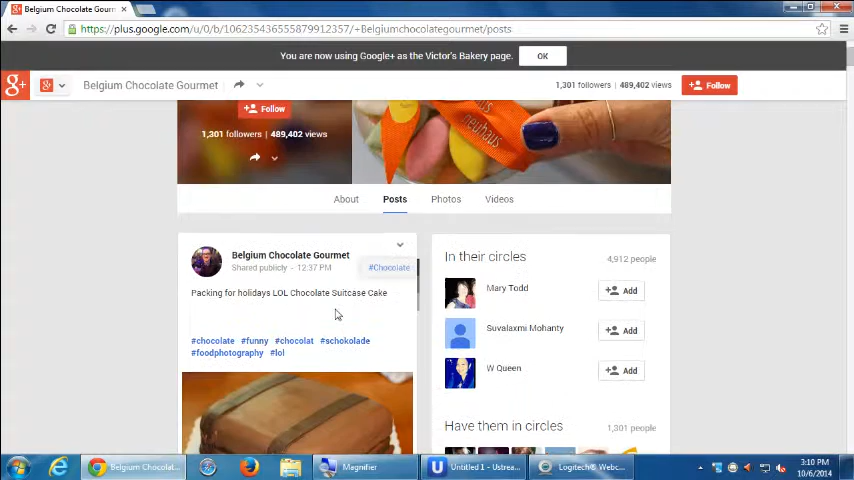 Belgium Chocolate Gourm
https://plus.google.com/u/0/b/106235436555879912357/+Belgiumchocolategourmet/posts
You are now using Google+ as the Victor's Bakery page.
OK
g+
Belgium Chocolate Gourmet
1,301 followers | 489,402 views
Follow
Follow
1,301 followers | 489,402 views
neuhaus
About
Posts
Photos
Videos
Belgium Chocolate Gourmet
Shared publicly - 12:37 PM
#Chocolate
Packing for holidays LOL Chocolate Suitcase Cake
#chocolate #funny #chocolat #schokolade
#foodphotography #lol
In their circles
4,912 people
Mary Todd
Add
Suvalaxmi Mohanty
Add
W Queen
Add
Have them in circles
1,301 people
Belgium Chocolat...
Magnifier
Untitled 1 - Ustrea...
Logitech® Webc...
3:10 PM
10/6/2014